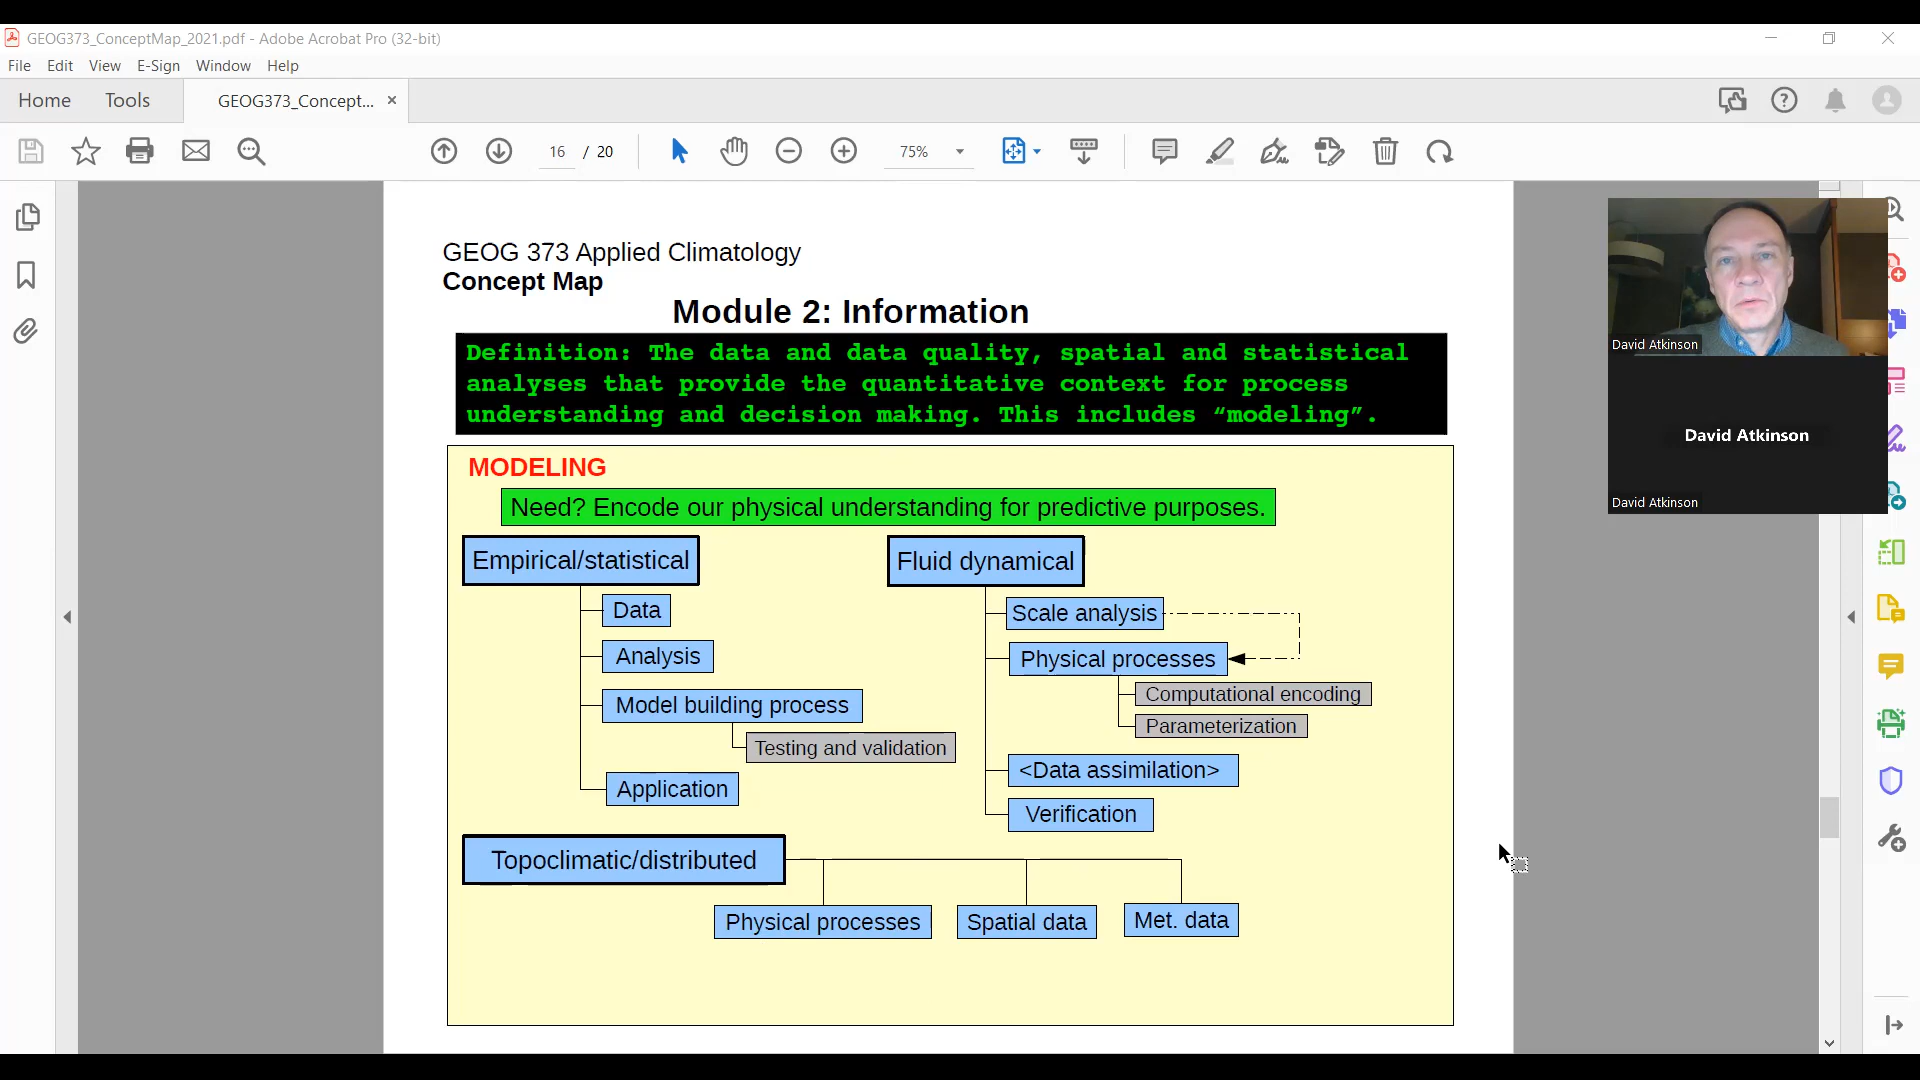 GEOG373_ConceptMap_2021.pdf - Adobe Acrobat Pro (32-bit)
File Edit View E-Sign Window Help
Home Tools GEOG373_Concept... ×
16 / 20 75%
GEOG 373 Applied Climatology
Concept Map
Module 2: Information
Definition: The data and data quality, spatial and statistical
analyses that provide the quantitative context for process
understanding and decision making. This includes “modeling”.
MODELING
Need? Encode our physical understanding for predictive purposes.
Empirical/statistical
Data
Analysis
Model building process
Testing and validation
Application
Fluid dynamical
Scale analysis
Physical processes
Computational encoding
Parameterization
<Data assimilation>
Verification
Topoclimatic/distributed
Physical processes
Spatial data
Met. data
David Atkinson
David Atkinson
David Atkinson